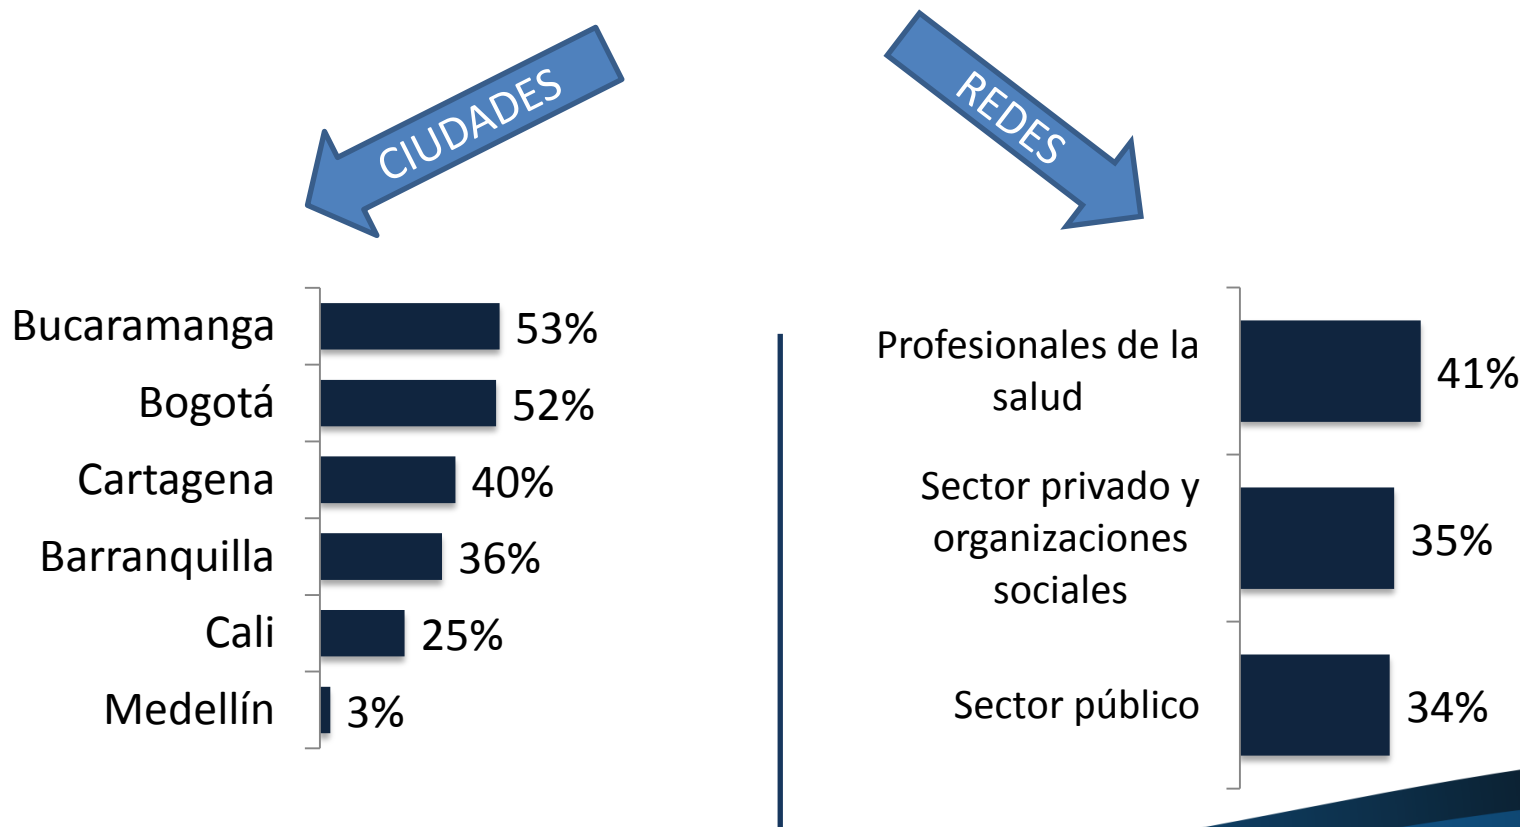 CIUDADES
Bucaramanga 53%
Bogotá 52%
Cartagena 40%
Barranquilla 36%
Cali 25%
Medellín 3%
REDES
Profesionales de la
salud
41%
Sector privado y
organizaciones
sociales
35%
Sector público 34%